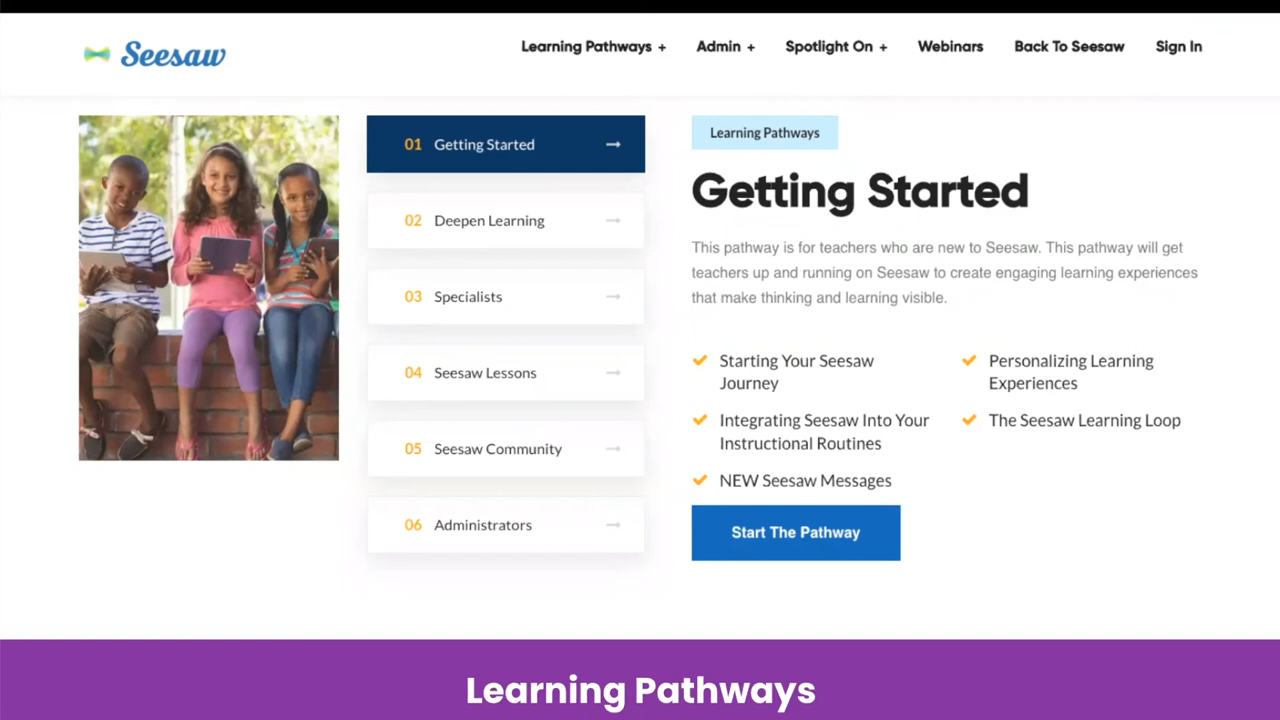 Seesaw
Learning Pathways +
Admin +
Spotlight On +
Webinars
Back To Seesaw
Sign In
01 Getting Started
02 Deepen Learning
03 Specialists
04 Seesaw Lessons
05 Seesaw Community
06 Administrators
Learning Pathways
Getting Started
This pathway is for teachers who are new to Seesaw. This pathway will get
teachers up and running on Seesaw to create engaging learning experiences
that make thinking and learning visible.
Starting Your Seesaw
Journey
Integrating Seesaw Into Your
Instructional Routines
NEW Seesaw Messages
Personalizing Learning
Experiences
The Seesaw Learning Loop
Start The Pathway
Learning Pathways